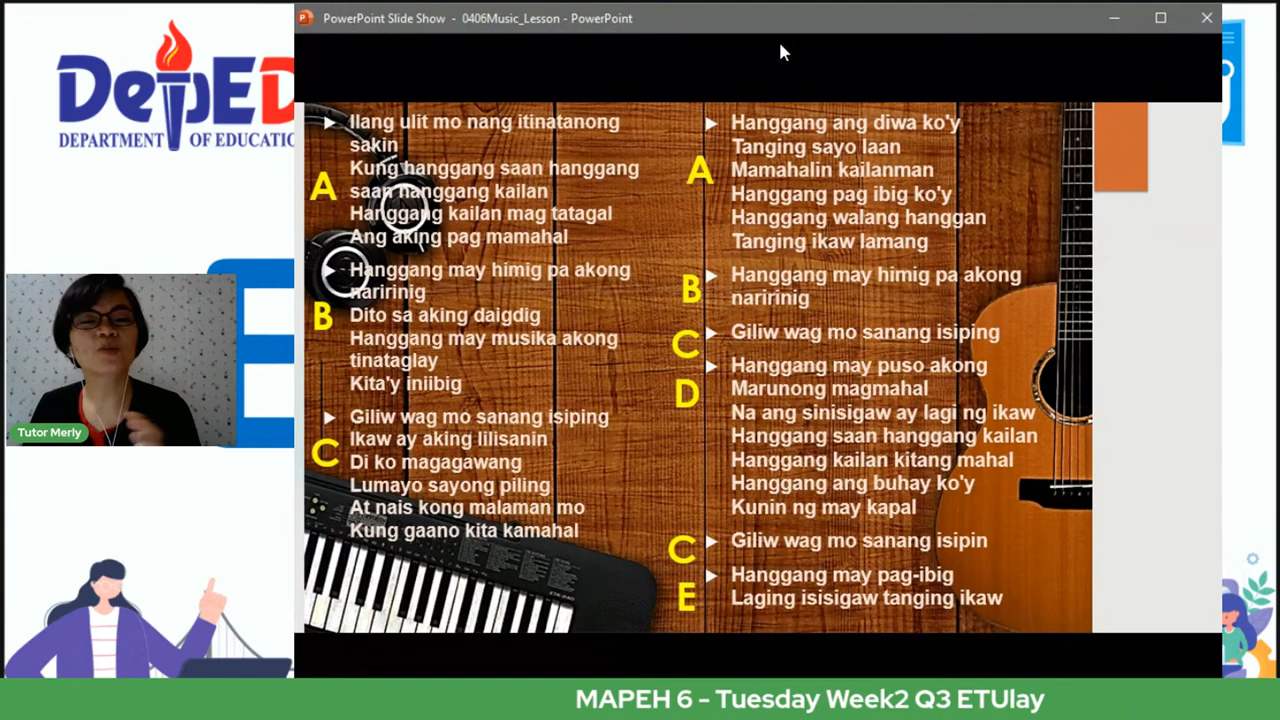 PowerPoint Slide Show - 0406Music_Lesson - PowerPoint
DepED
DEPARTMENT OF EDUCATIO
Ilang ulit mo nang itinatanong
sakin
Kung hanggang saan hanggang
saan hanggang kailan
Hanggang kailan mag tatagal
Ang aking pag mamahal
A
Hanggang may himig pa akong
naririnig
Dito sa aking daigdig
Hanggang may musika akong
tinataglay
Kita'y iniibig
B
Giliw wag mo sanang isiping
Ikaw ay aking lilisanin
Di ko magagawang
Lumayo sayong piling
At nais kong malaman mo
Kung gaano kita kamahal
C
Hanggang ang diwa ko'y
Tanging sayo laan
Mamahalin kailanman
Hanggang pag ibig ko'y
Hanggang walang hanggan
Tanging ikaw lamang
A
Hanggang may himig pa akong
naririnig
B
Giliw wag mo sanang isiping
C
Hanggang may puso akong
Marunong magmahal
Na ang sinisigaw ay lagi ng ikaw
Hanggang saan hanggang kailan
Hanggang kailan kitang mahal
Hanggang ang buhay ko'y
Kunin ng may kapal
D
Giliw wag mo sanang isipin
C
Hanggang may pag-ibig
Laging isisigaw tanging ikaw
E
Tutor Merly
MAPEH 6 - Tuesday Week2 Q3 ETUlay